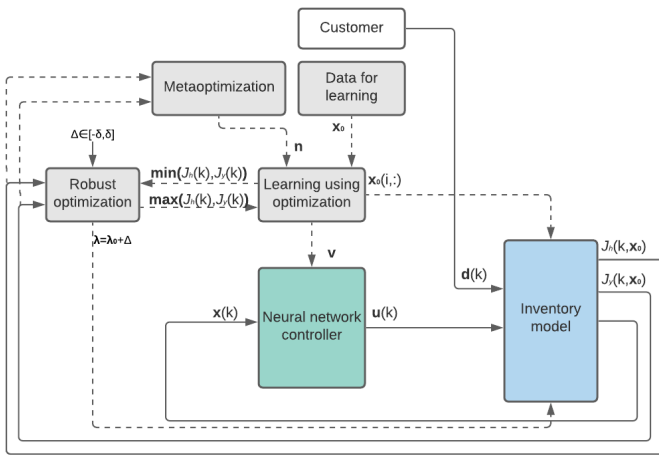 Customer
Metaoptimization
Data for
learning
x₀
n
Δ∈[-δ,δ]
min(Jₕ(k),Jᵧ(k))
max(Jₕ(k),Jᵧ(k))
Robust
optimization
Learning using
optimization
x₀(i,:)
λ=λ₀+Δ
v
Jₕ(k,x₀)
Jᵧ(k,x₀)
d(k)
x(k)
Neural network
controller
u(k)
Inventory
model